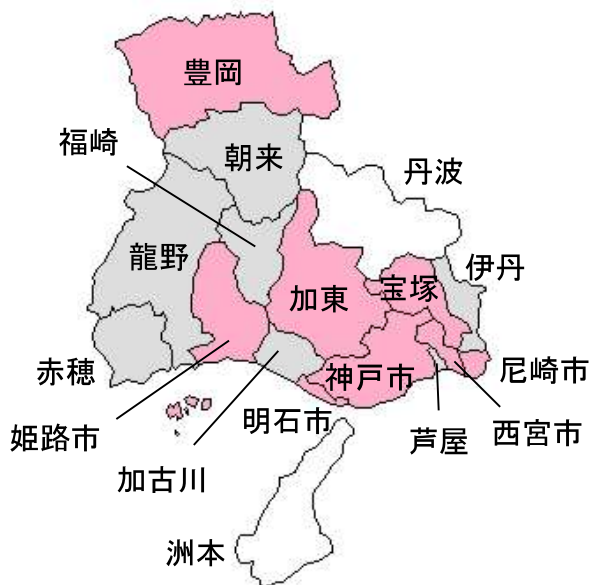 豊岡
福崎
朝来
丹波
龍野
伊丹
加東
宝塚
赤穂
神戸市
尼崎市
姫路市
明石市
芦屋
西宮市
加古川
洲本